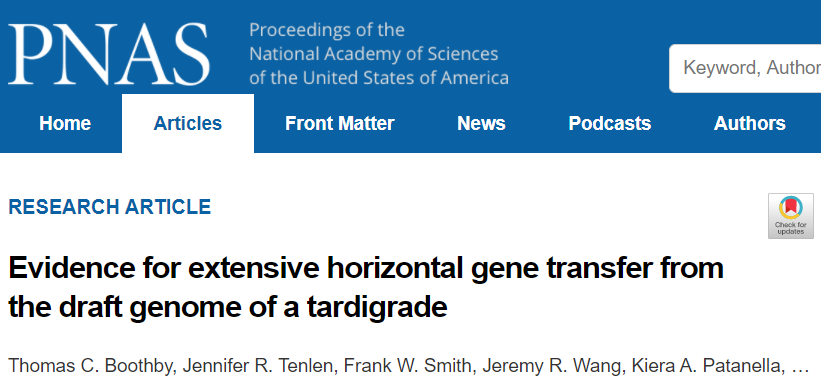 PNAS
Proceedings of the
National Academy of Sciences
of the United States of America
Keyword, Author
Home Articles Front Matter News Podcasts Authors
RESEARCH ARTICLE
Check for
updates
Evidence for extensive horizontal gene transfer from
the draft genome of a tardigrade
Thomas C. Boothby, Jennifer R. Tenlen, Frank W. Smith, Jeremy R. Wang, Kiera A. Patanella, …